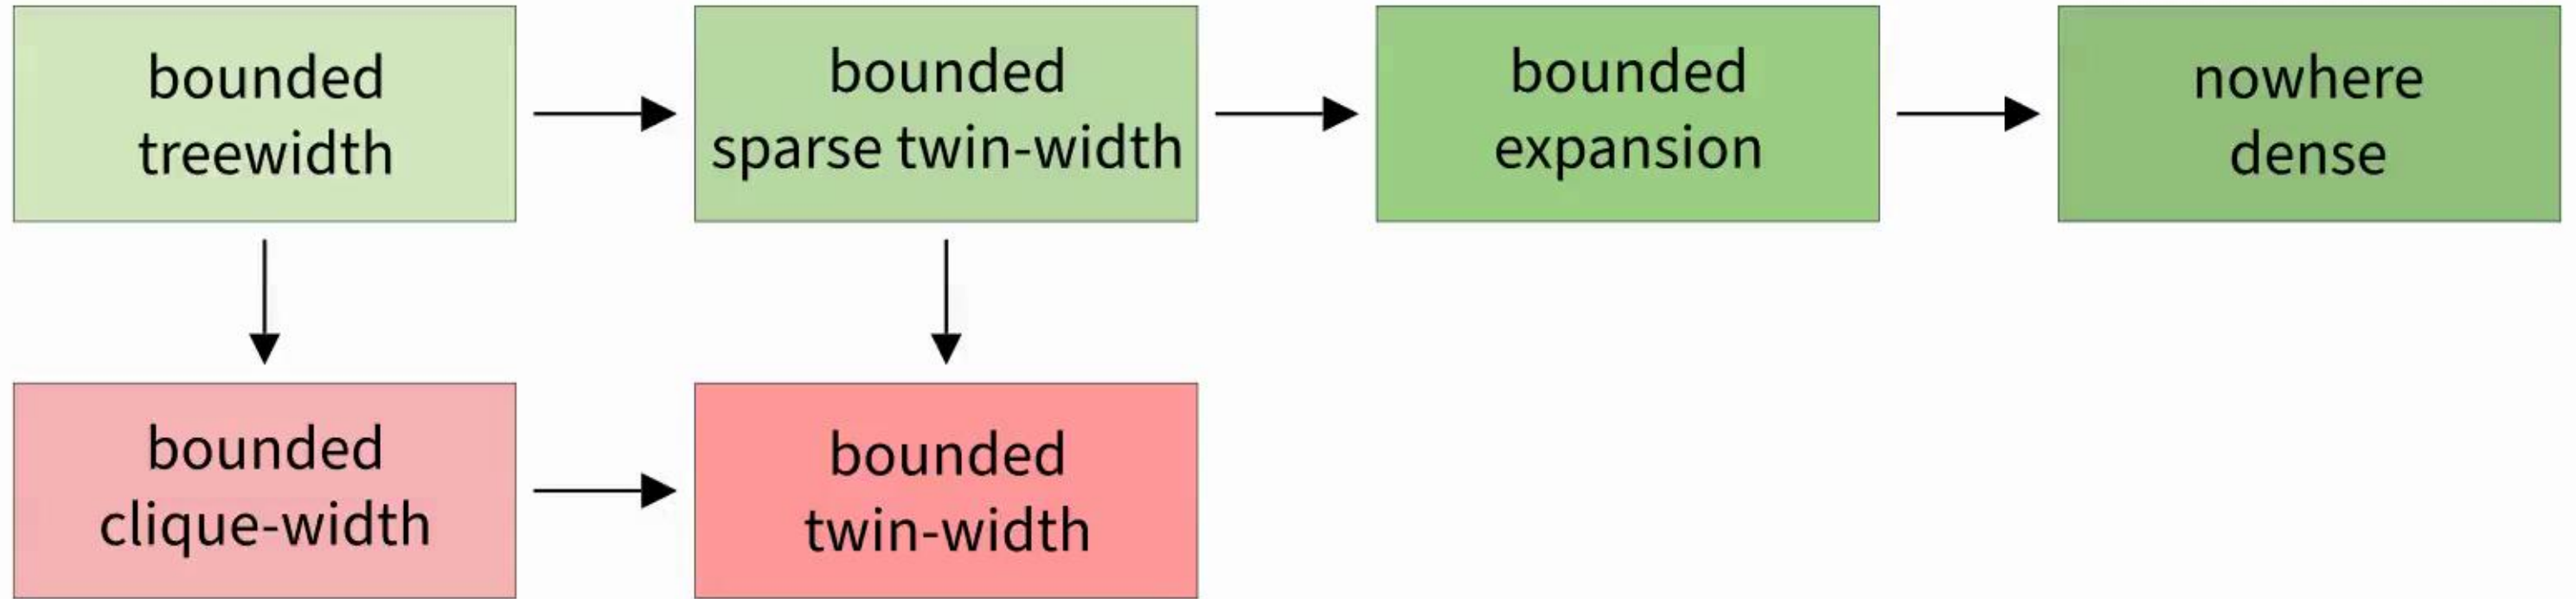 bounded
treewidth
bounded
sparse twin-width
bounded
expansion
nowhere
dense
bounded
clique-width
bounded
twin-width